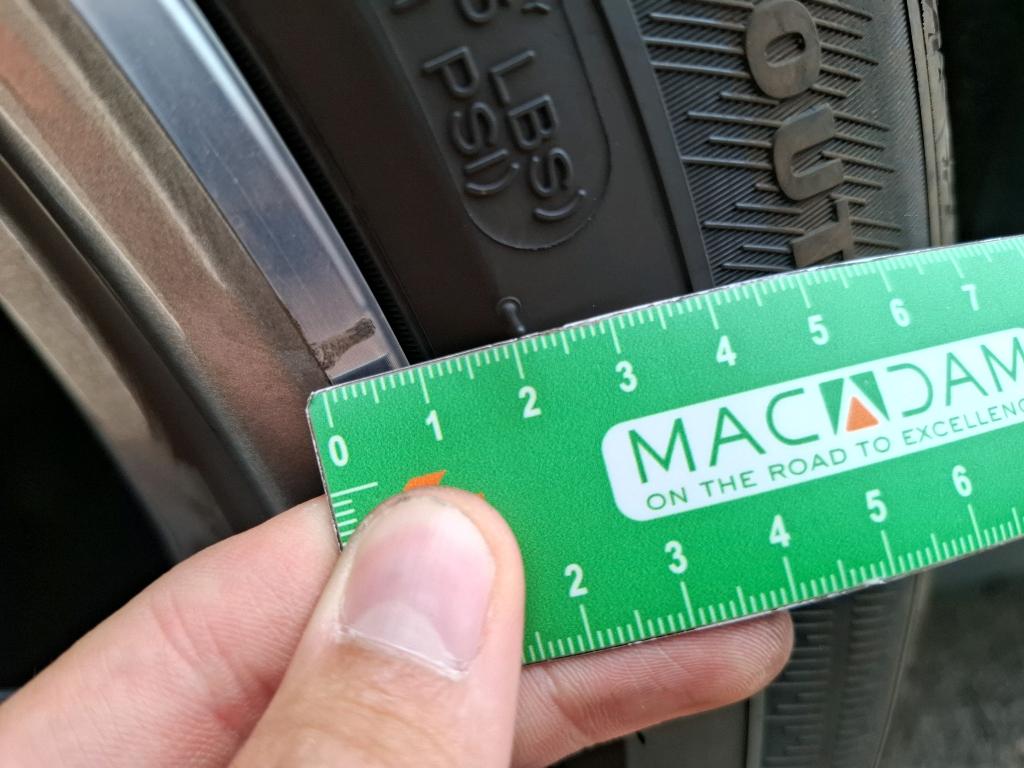 5 LBS)
PSI)
OUT
0 1 2 3 4 5 6 7
MACADAM
ON THE ROAD TO EXCELLENC
2 3 4 5 6